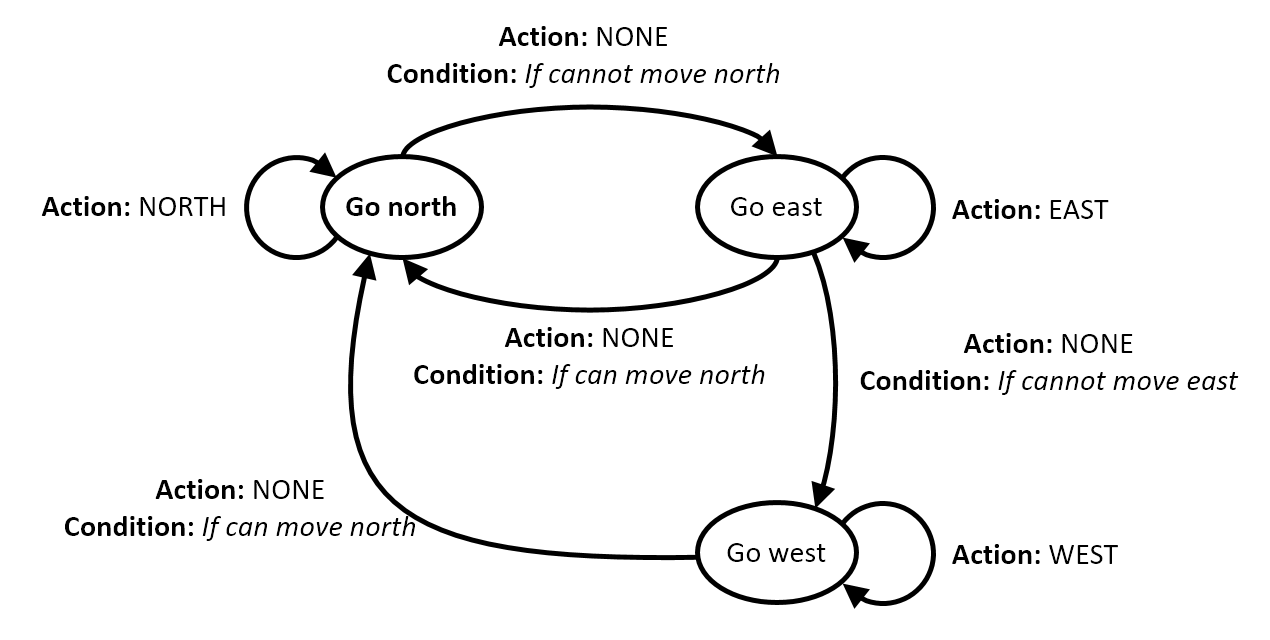 Action: NONE
Condition: If cannot move north
Action: NORTH
Go north
Go east
Action: EAST
Action: NONE
Condition: If can move north
Action: NONE
Condition: If cannot move east
Action: NONE
Condition: If can move north
Go west
Action: WEST